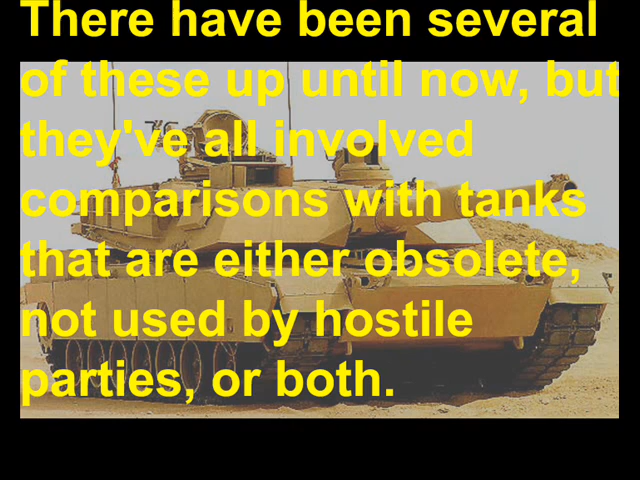 There have been several
of these up until now, but
they've all involved
comparisons with tanks
that are either obsolete,
not used by hostile
parties, or both.